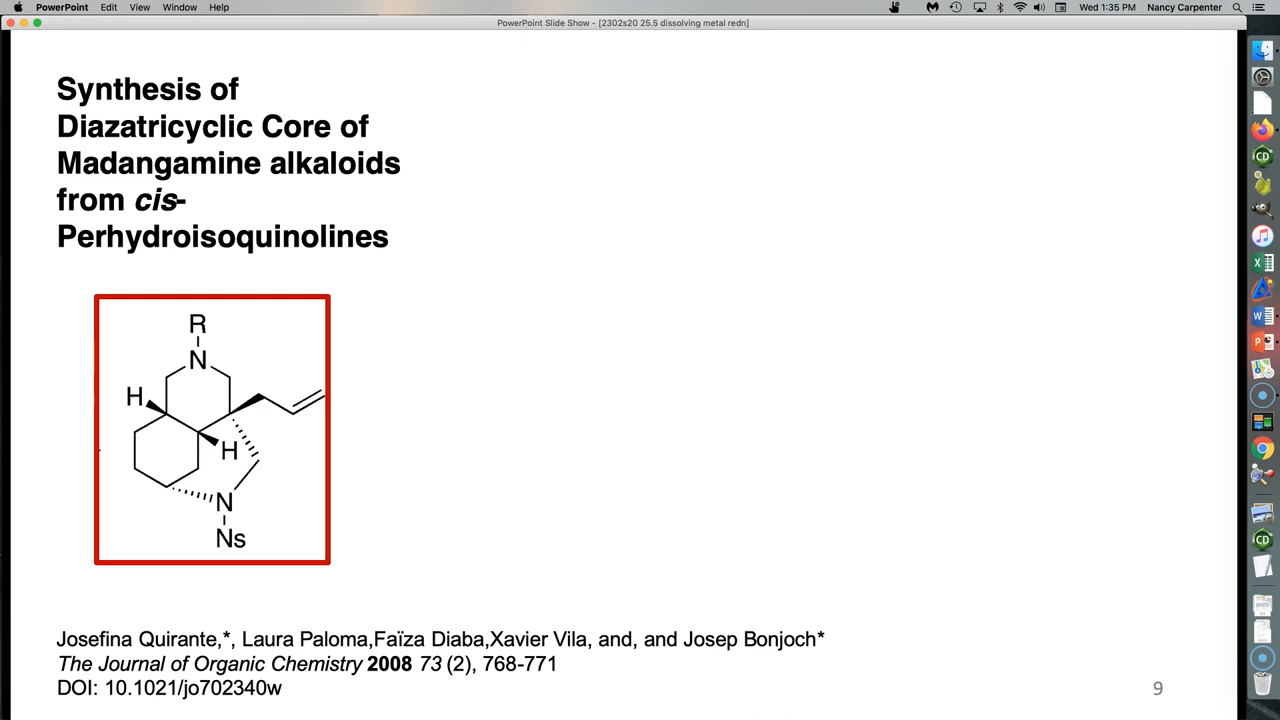 PowerPoint Edit View Window Help Wed 1:35 PM Nancy Carpenter
PowerPoint Slide Show - [2302s20 25.5 dissolving metal redn]
Synthesis of
Diazatricyclic Core of
Madangamine alkaloids
from cis-
Perhydroisoquinolines
R
N
H
H
N
Ns
Josefina Quirante,*, Laura Paloma,Faïza Diaba,Xavier Vila, and, and Josep Bonjoch*
The Journal of Organic Chemistry 2008 73 (2), 768-771
DOI: 10.1021/jo702340w
9